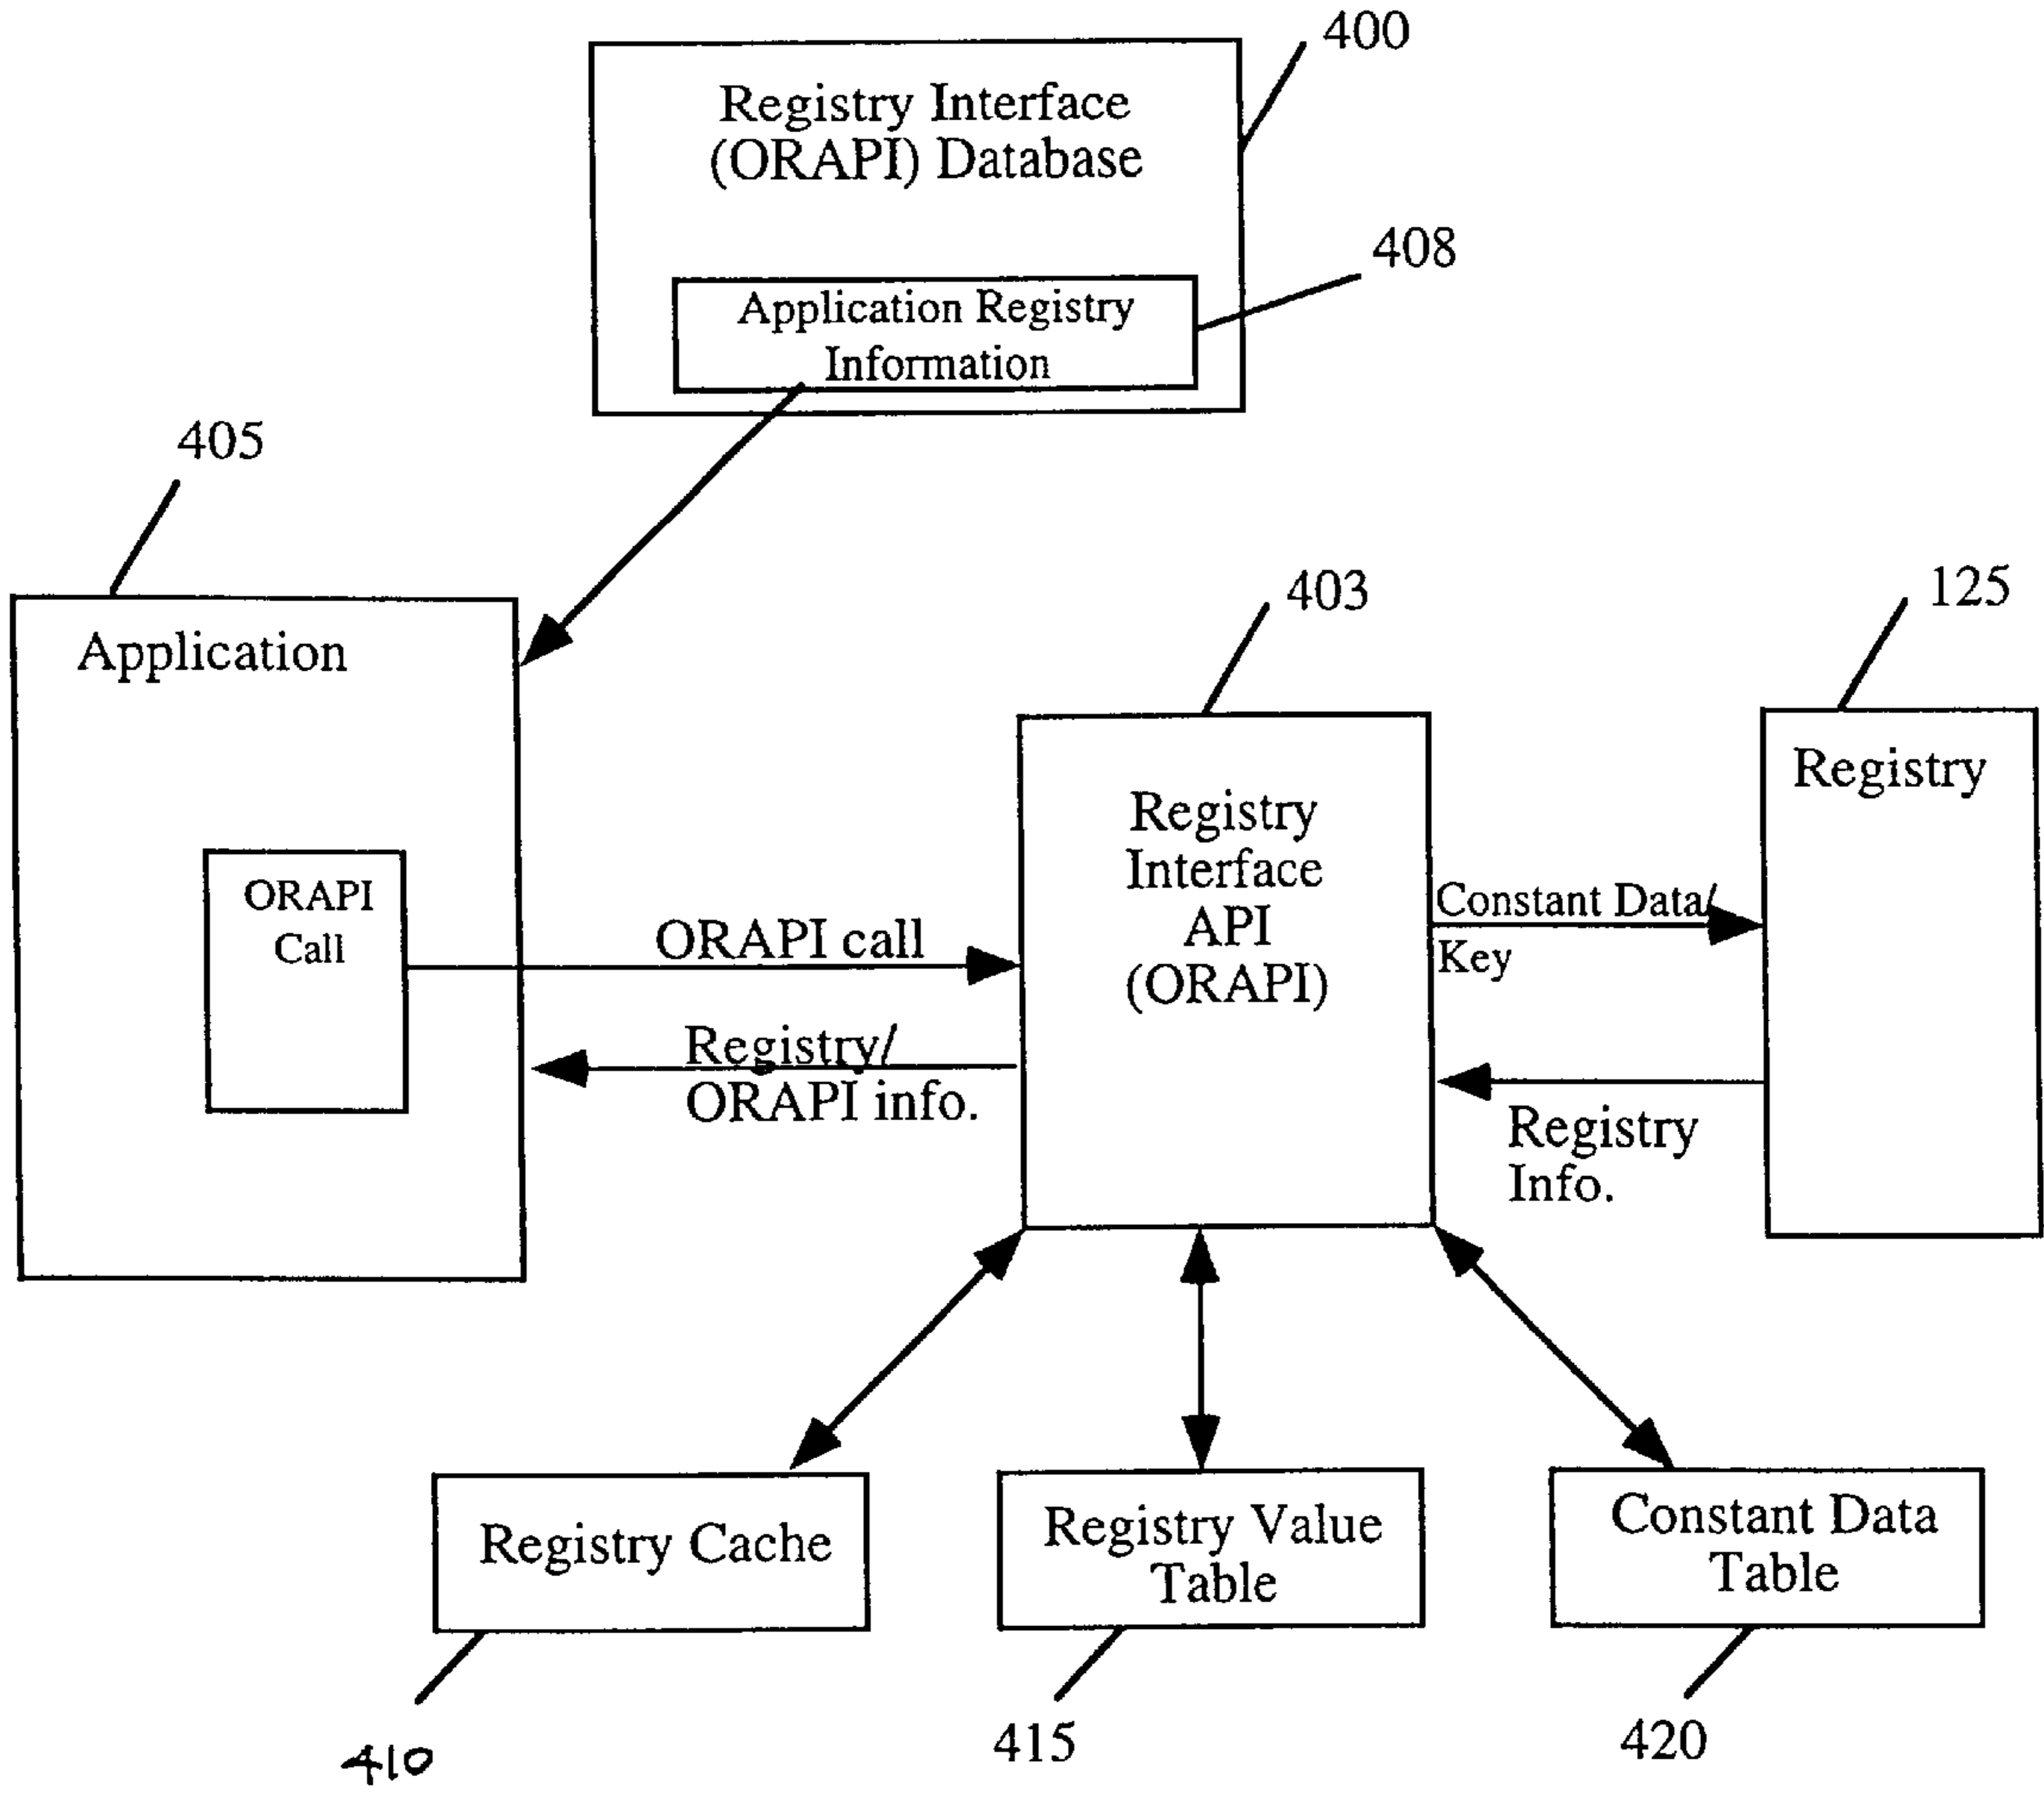 400
Registry Interface
(ORAPI) Database
408
Application Registry
Information
405
Application
403
125
Registry
Registry
Interface
API
(ORAPI)
ORAPI
Call
ORAPI call
Constant Data/
Key
Registry/
ORAPI info.
Registry
Info.
Registry Cache
Registry Value
Table
Constant Data
Table
410
415
420